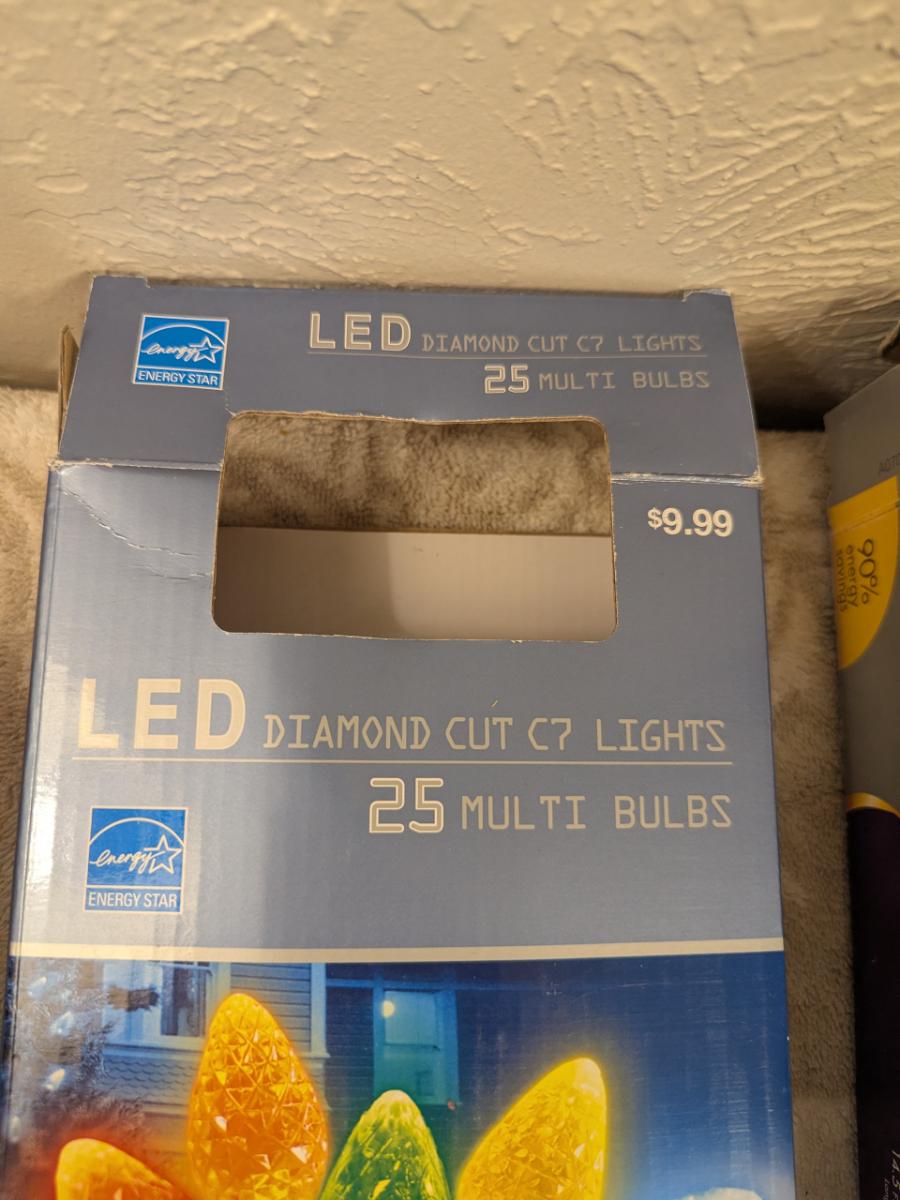 energy
ENERGY STAR
LED DIAMOND CUT C7 LIGHTS
25 MULTI BULBS
$9.99
LED DIAMOND CUT C7 LIGHTS
25 MULTI BULBS
energy
ENERGY STAR
90%
energy
savings